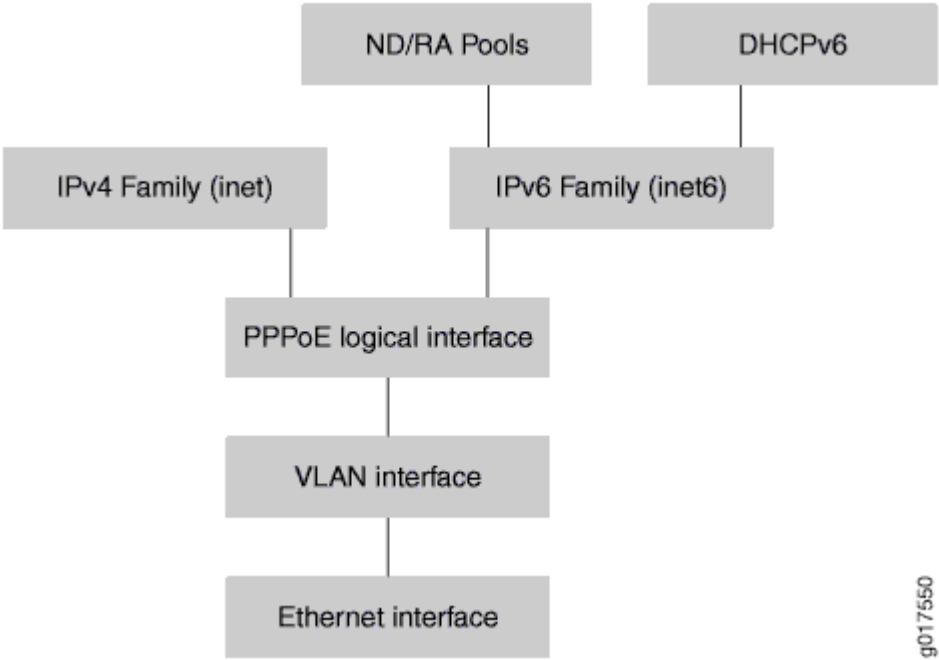 ND/RA Pools
DHCPv6
IPv4 Family (inet)
IPv6 Family (inet6)
PPPoE logical interface
VLAN interface
Ethernet interface
g017550